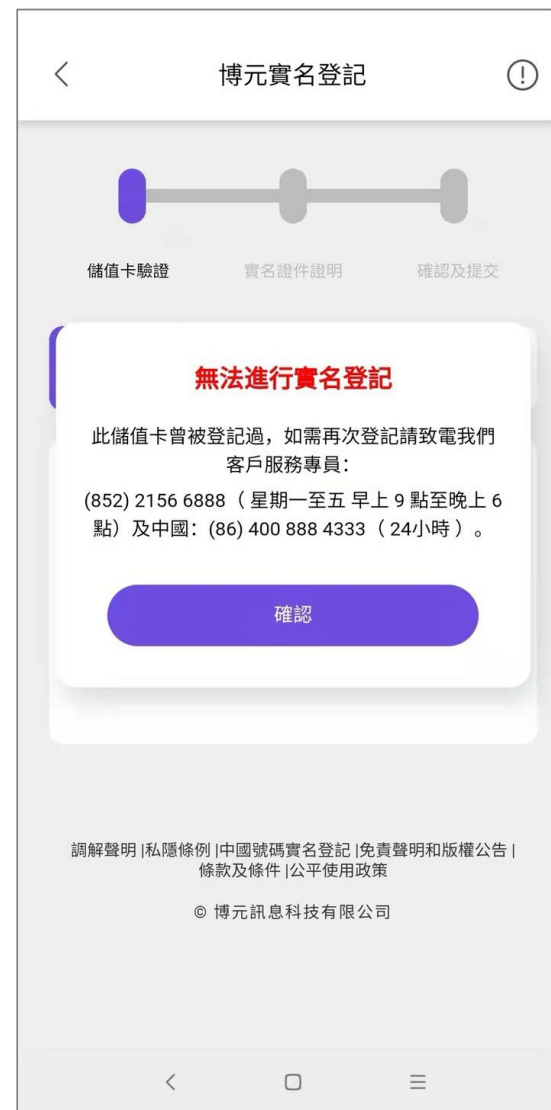 博元實名登記
儲值卡驗證
實名證件證明
確認及提交
無法進行實名登記
此儲值卡曾被登記過，如需再次登記請致電我們
客戶服務專員：
(852) 2156 6888（ 星期一至五 早上 9 點至晚上 6
點）及中國：(86) 400 888 4333（ 24小時 ）。
確認
調解聲明 |私隱條例 |中國號碼實名登記 |免責聲明和版權公告 |
條款及條件 |公平使用政策
© 博元訊息科技有限公司